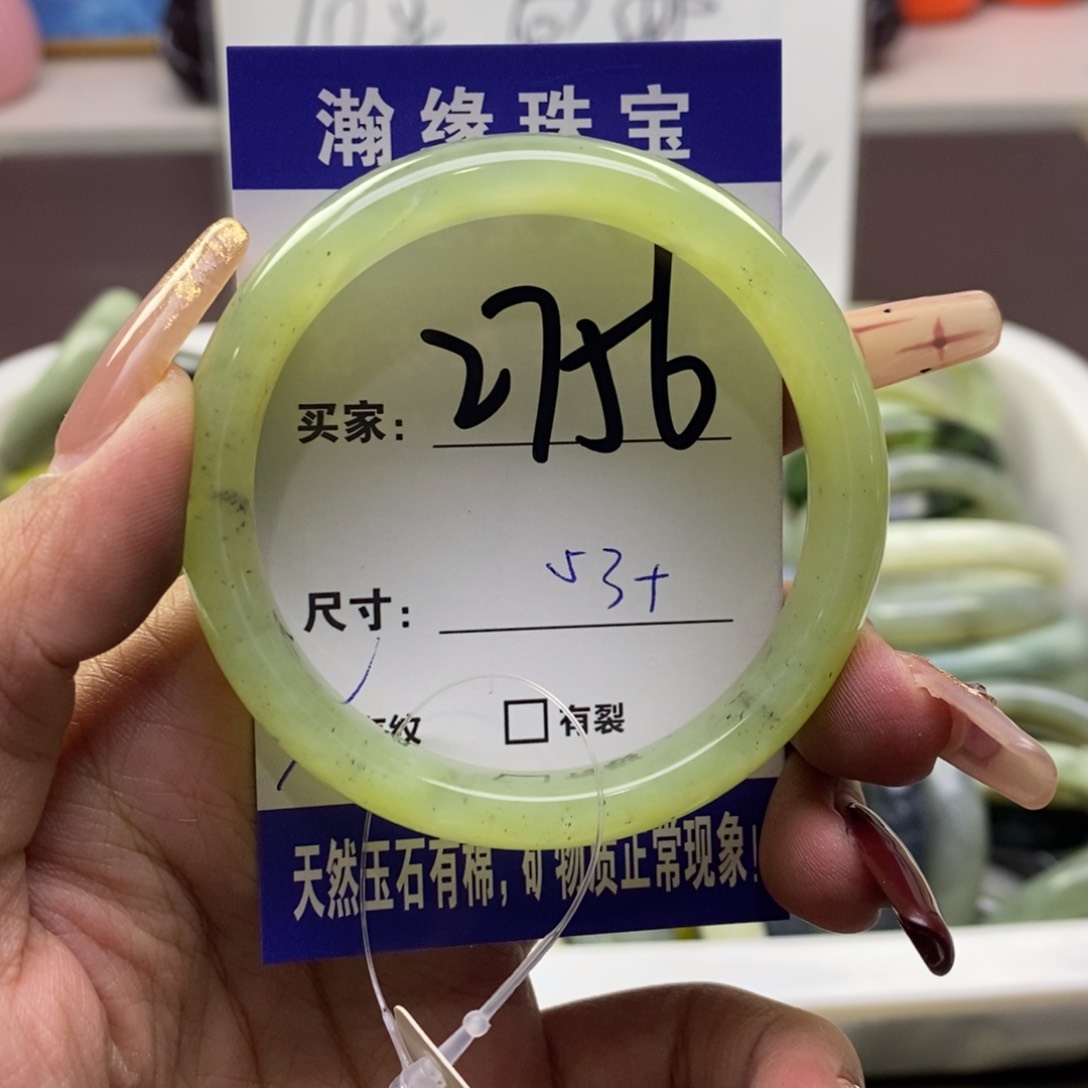 瀚缘珠宝
买家: 2756
尺寸: 53+
纹 □有裂
天然玉石有棉，矿物质正常现象！